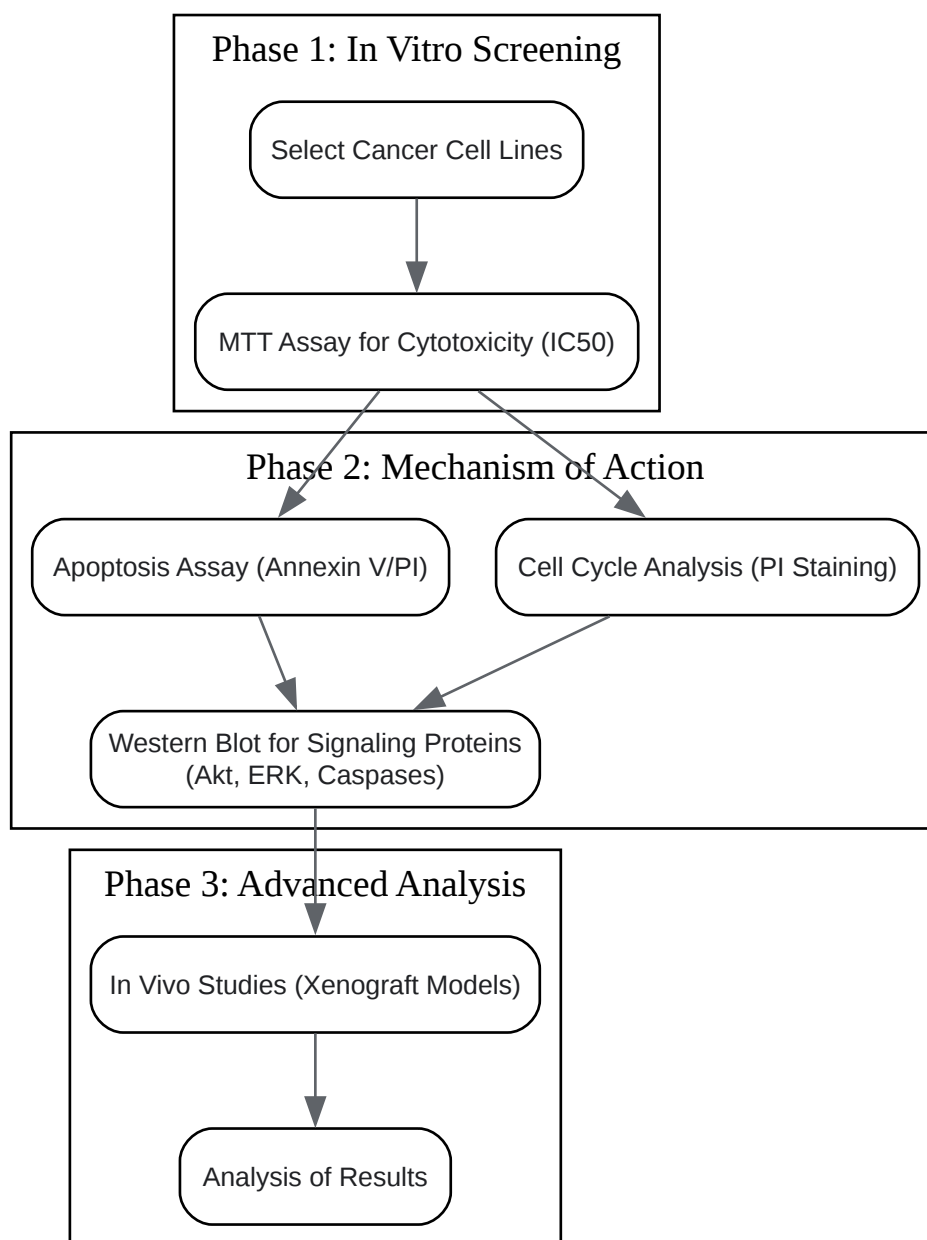 Phase 1: In Vitro Screening
Select Cancer Cell Lines
MTT Assay for Cytotoxicity (IC50)
Phase 2: Mechanism of Action
Apoptosis Assay (Annexin V/PI)
Cell Cycle Analysis (PI Staining)
Western Blot for Signaling Proteins
(Akt, ERK, Caspases)
Phase 3: Advanced Analysis
In Vivo Studies (Xenograft Models)
Analysis of Results